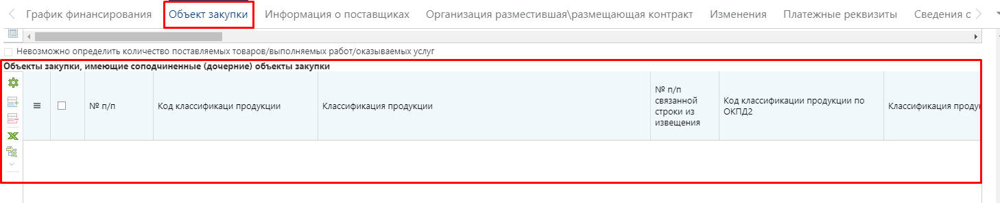 График финансирования Объект закупки Информация о поставщиках Организация разместившая\размещающая контракт Изменения Платежные реквизиты Сведения о
Невозможно определить количество поставляемых товаров/выполняемых работ/оказываемых услуг
Объекты закупки, имеющие соподчиненные (дочерние) объекты закупки
№ п/п
Код классификаци продукции
Классификация продукции
№ п/п
связанной
строки из
извещения
Код классификации продукции по
ОКПД2
Классификация продук